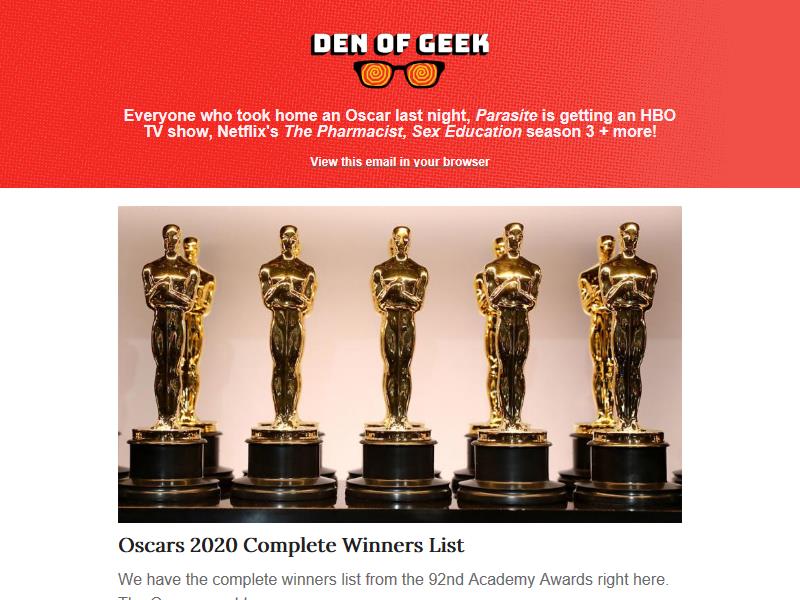 DEN OF GEEK
Everyone who took home an Oscar last night, Parasite is getting an HBO
TV show, Netflix's The Pharmacist, Sex Education season 3 + more!
View this email in your browser
Oscars 2020 Complete Winners List
We have the complete winners list from the 92nd Academy Awards right here.